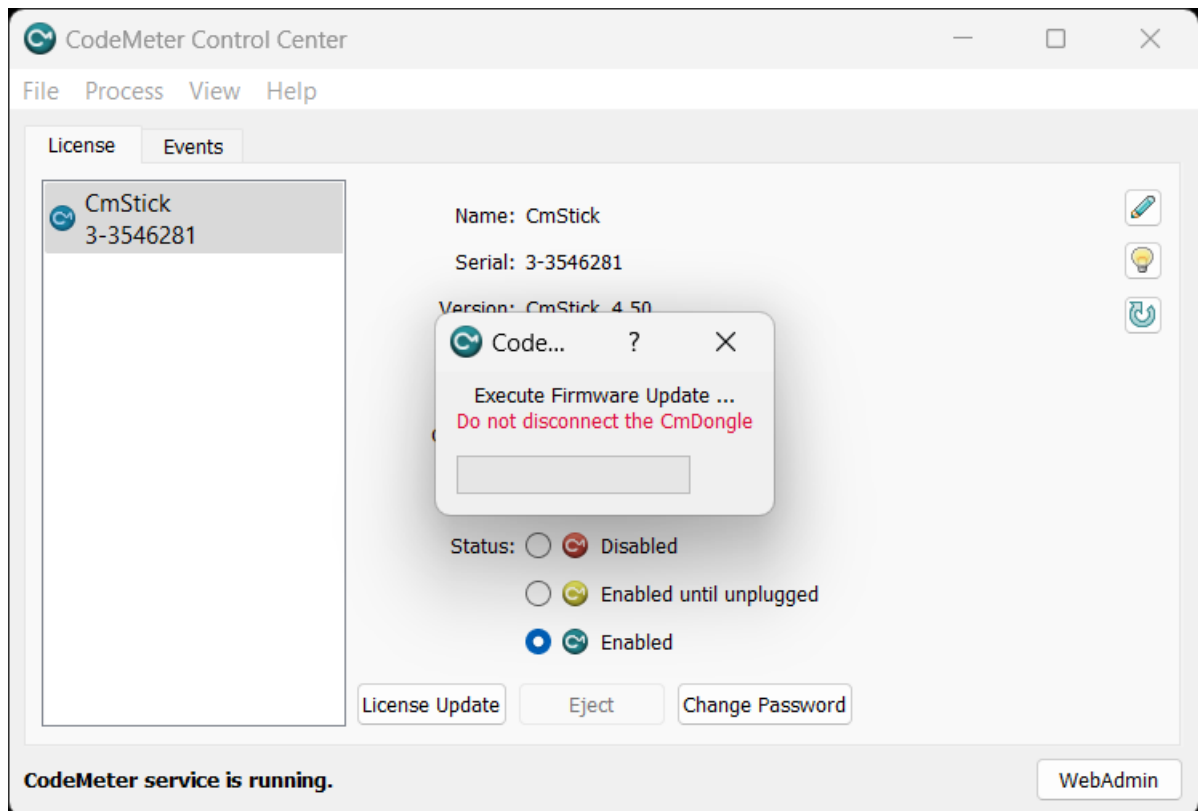 CodeMeter Control Center
File Process View Help
License Events
CmStick
3-3546281
Name: CmStick
Serial: 3-3546281
Version: CmStick 4.50
Code... ?
Execute Firmware Update ...
Do not disconnect the CmDongle
Status: Disabled
Enabled until unplugged
Enabled
License Update Eject Change Password
CodeMeter service is running. WebAdmin